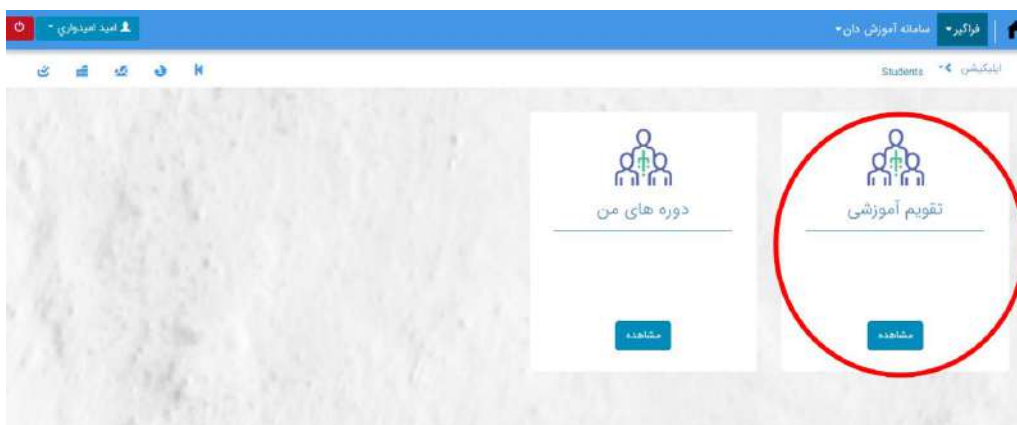 فراگیر سامانه آموزش دان امید امیدواری
اپلیکیشن Students
تقویم آموزشی دوره های من
مشاهده مشاهده